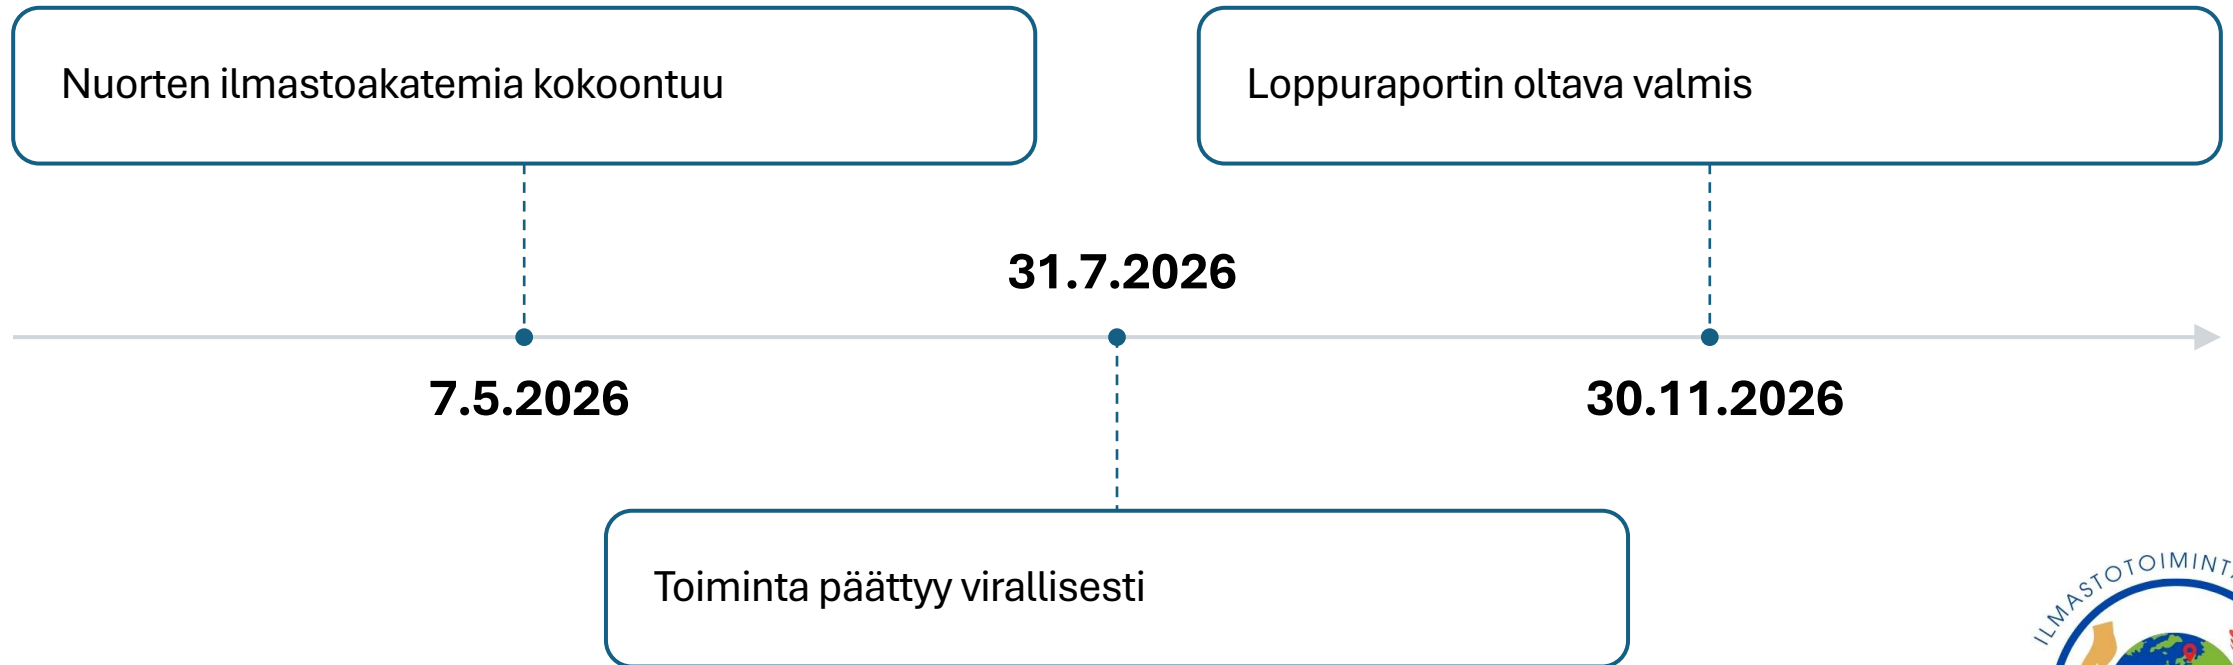 Nuorten ilmastoakatemia kokoontuu
Loppuraportin oltava valmis
31.7.2026
7.5.2026
30.11.2026
Toiminta päättyy virallisesti